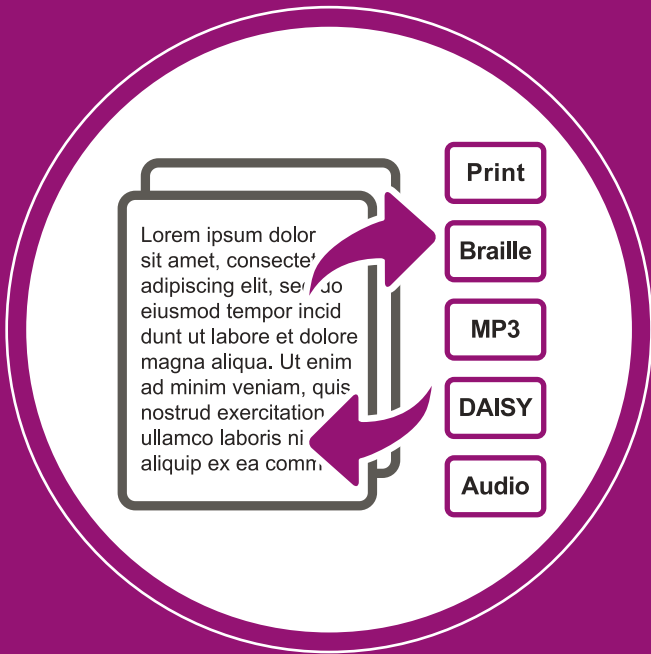 Lorem ipsum dolor
sit amet, consectet
adipiscing elit, sed do
eiusmod tempor incid
dunt ut labore et dolore
magna aliqua. Ut enim
ad minim veniam, quis
nostrud exercitation
ullamco laboris ni
aliquip ex ea comm
Print
Braille
MP3
DAISY
Audio